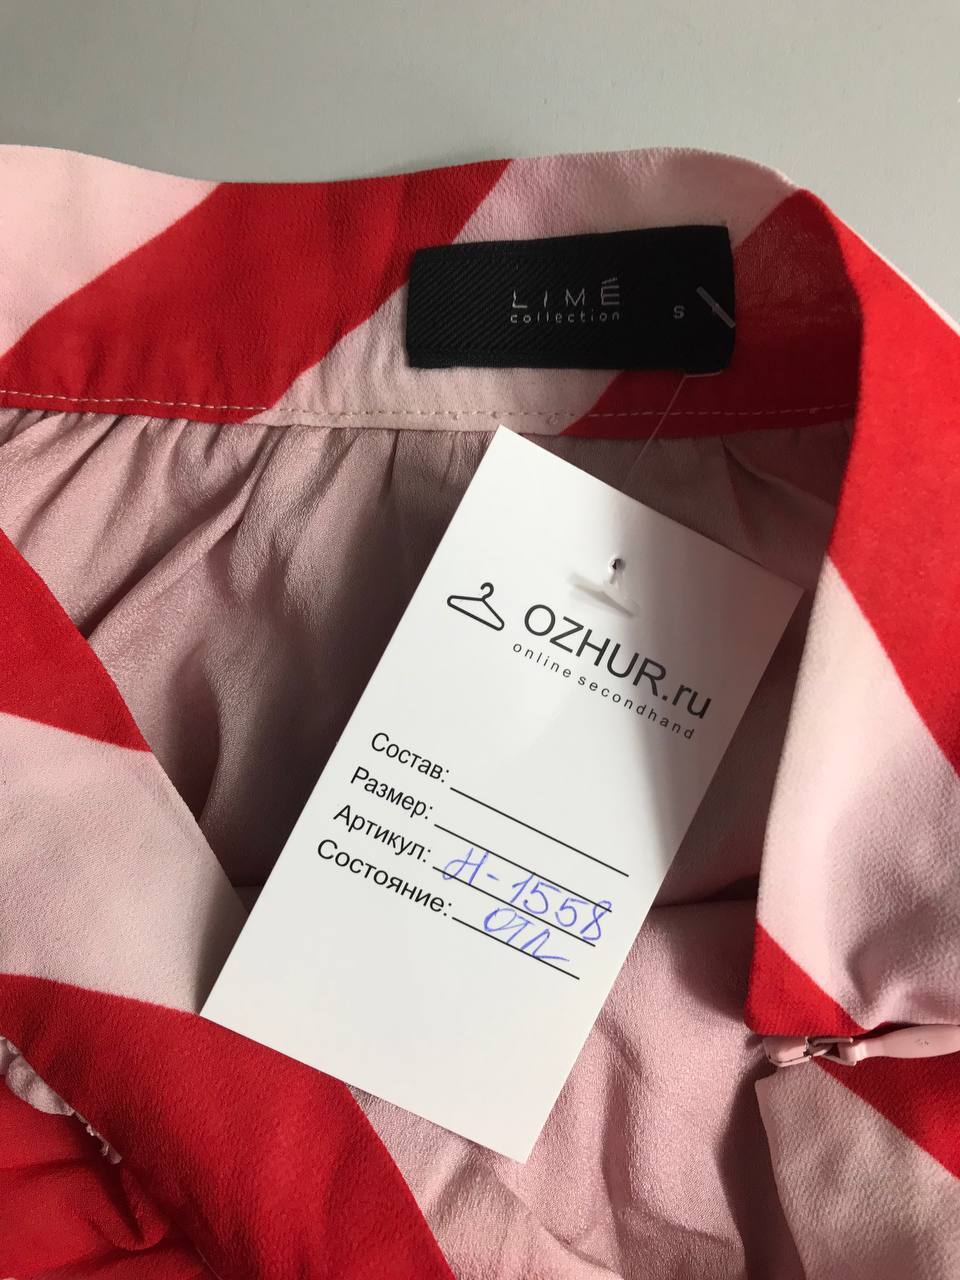 LIMÉ
collection S
OZHUR.ru
online secondhand
Состав:
Размер:
Артикул: Н-1558
Состояние: отл